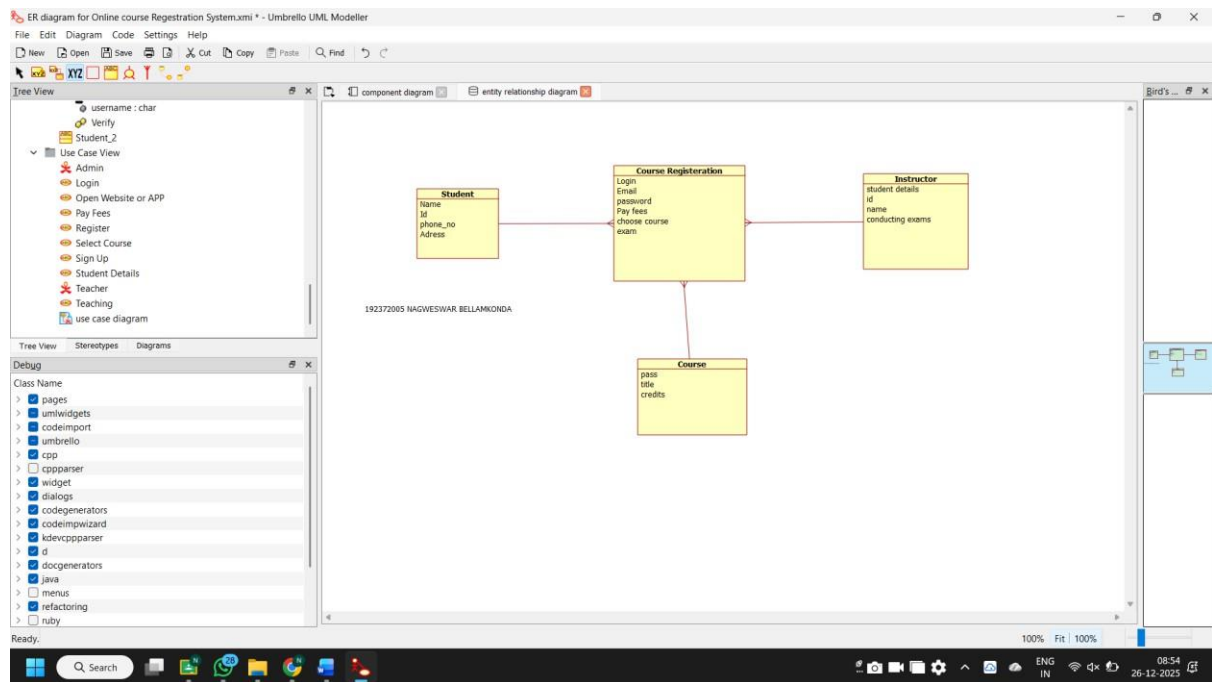 ER diagram for Online course Regestration System.xmi * - Umbrello UML Modeller
File Edit Diagram Code Settings Help
New Open Save Cut Copy Paste Find
XYZ
Tree View
component diagram entity relationship diagram
Bird's ...
username : char
Verify
Student_2
Use Case View
Admin
Login
Open Website or APP
Pay Fees
Register
Select Course
Sign Up
Student Details
Teacher
Teaching
use case diagram
Tree View Stereotypes Diagrams
Debug
Class Name
pages
umlwidgets
codeimport
umbrello
cpp
cppparser
widget
dialogs
codegenerators
codeimpwizard
kdevcppparser
d
docgenerators
java
menus
refactoring
ruby
Student
Name
Id
phone_no
Adress
Course Registeration
Login
Email
password
Pay fees
choose course
exam
Instructor
student details
id
name
conducting exams
192372005 NAGWESWAR BELLAMKONDA
Course
pass
title
credits
Ready.
100% Fit 100%
Search
28
ENG
IN
08:54
26-12-2025